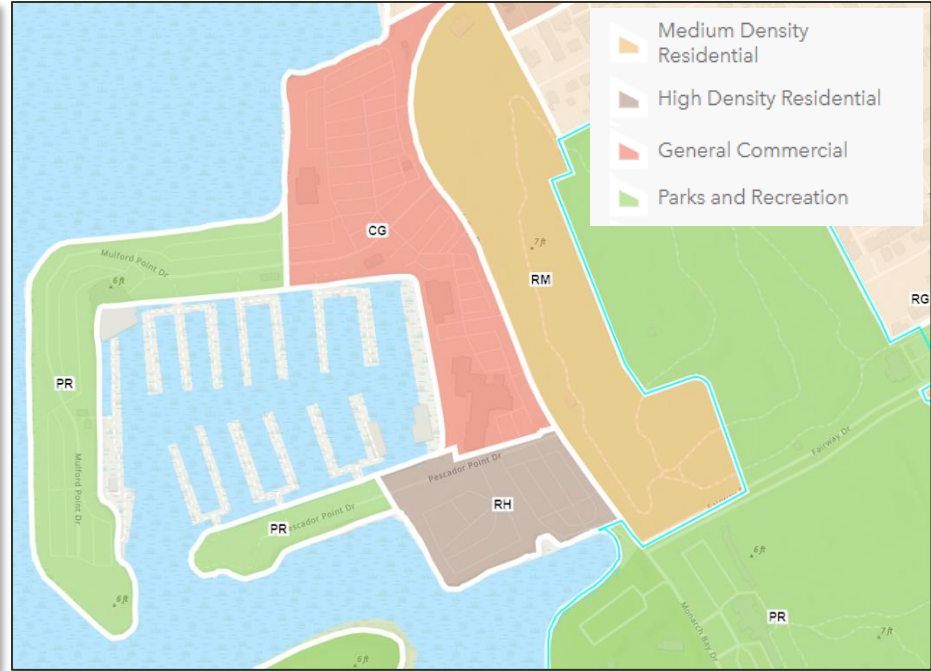 Medium Density
Residential
High Density Residential
General Commercial
Parks and Recreation
CG
Mulford Point Dr
7 ft
6 ft
RM
RG
PR
Mulford Point Dr
Fairway Dr
Pescador Point Dr
RH
PR
Pescador Point Dr
6 ft
6 ft
Monarch Bay Dr
PR
7 ft
6 ft